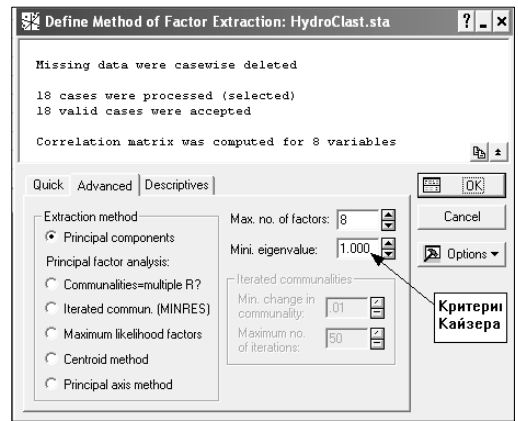 Define Method of Factor Extraction: HydroClast.sta
Missing data were casewise deleted
18 cases were processed (selected)
18 valid cases were accepted
Correlation matrix was computed for 8 variables
Quick Advanced Descriptives
OK
Cancel
Options
Extraction method
Principal components
Principal factor analysis:
Communalities=multiple R?
Iterated commun. (MINRES)
Maximum likelihood factors
Centroid method
Principal axis method
Max. no. of factors: 8
Mini. eigenvalue: 1.000
Iterated communalities
Min. change in
communality: .01
Maximum no.
of iterations: 50
Критери
Кайзера